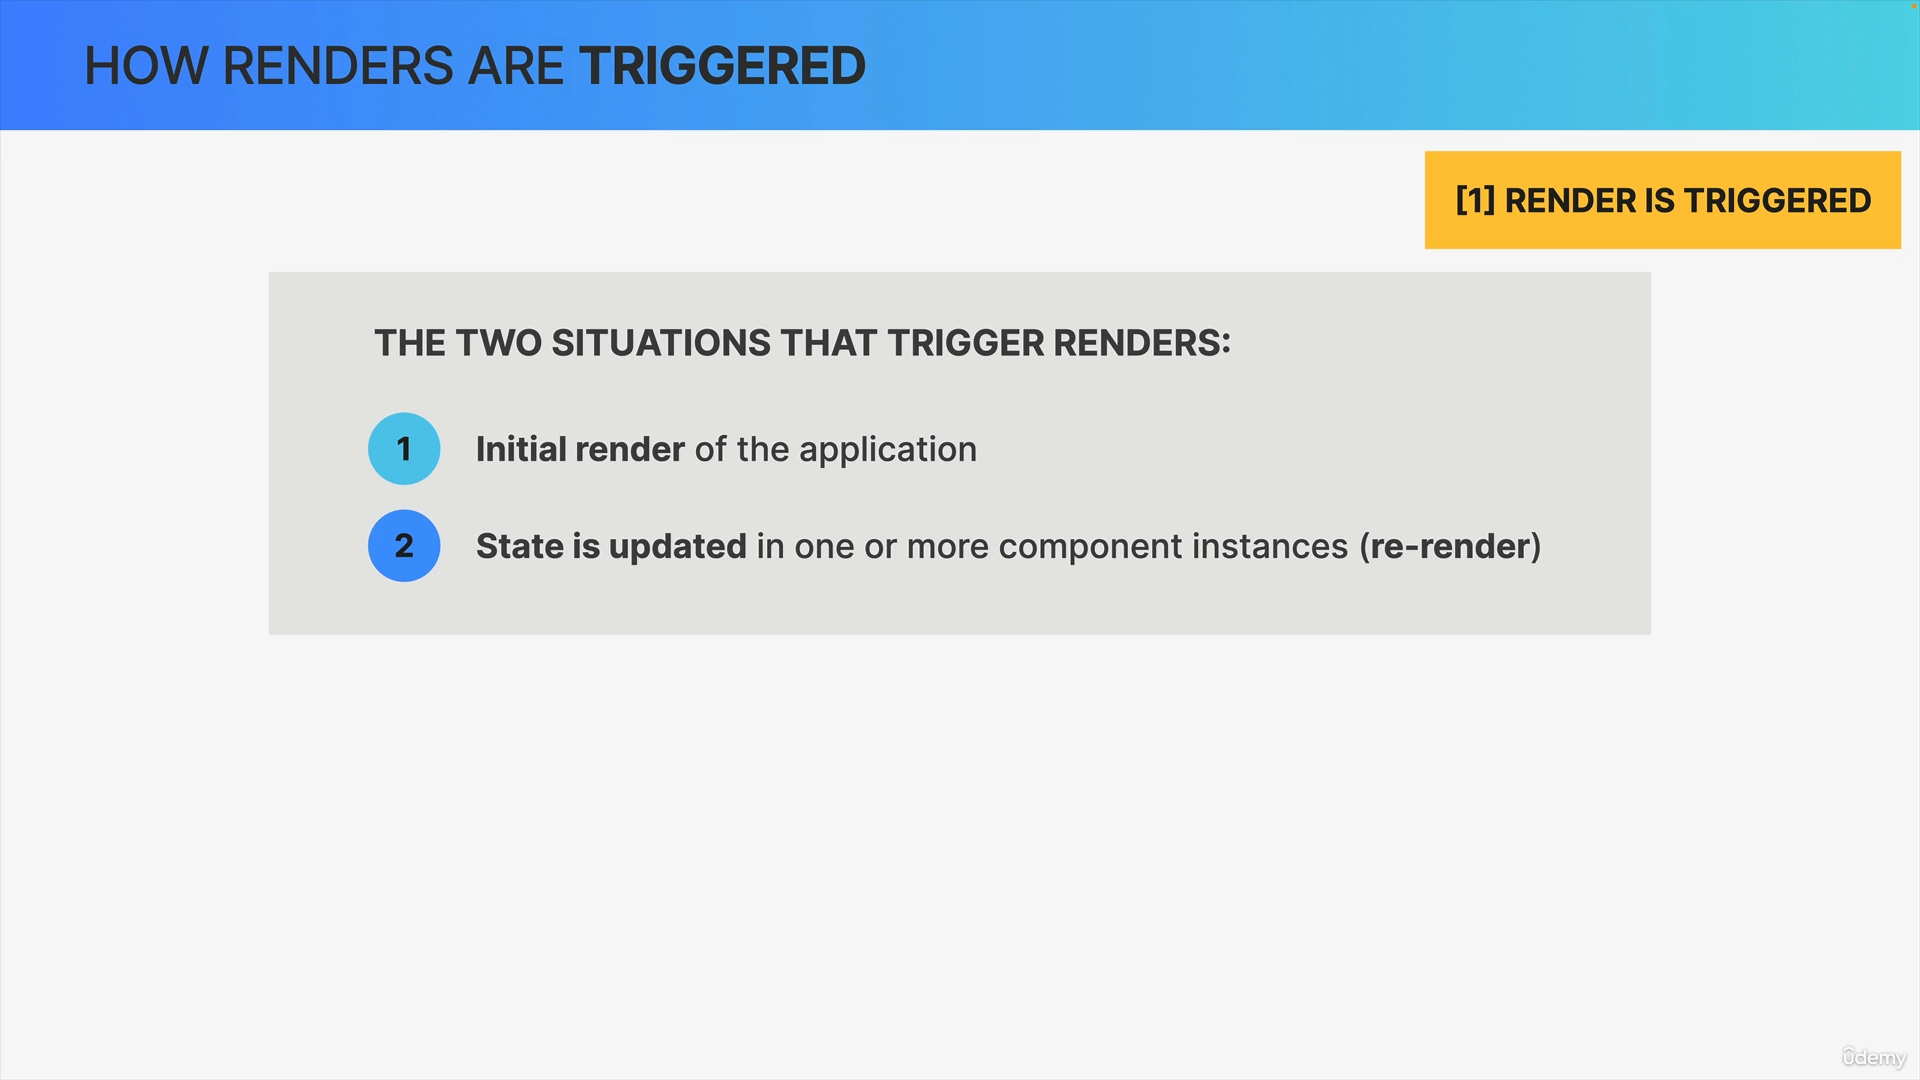 HOW RENDERS ARE TRIGGERED
[1] RENDER IS TRIGGERED
THE TWO SITUATIONS THAT TRIGGER RENDERS:
1 Initial render of the application
2 State is updated in one or more component instances (re-render)
ûdemy